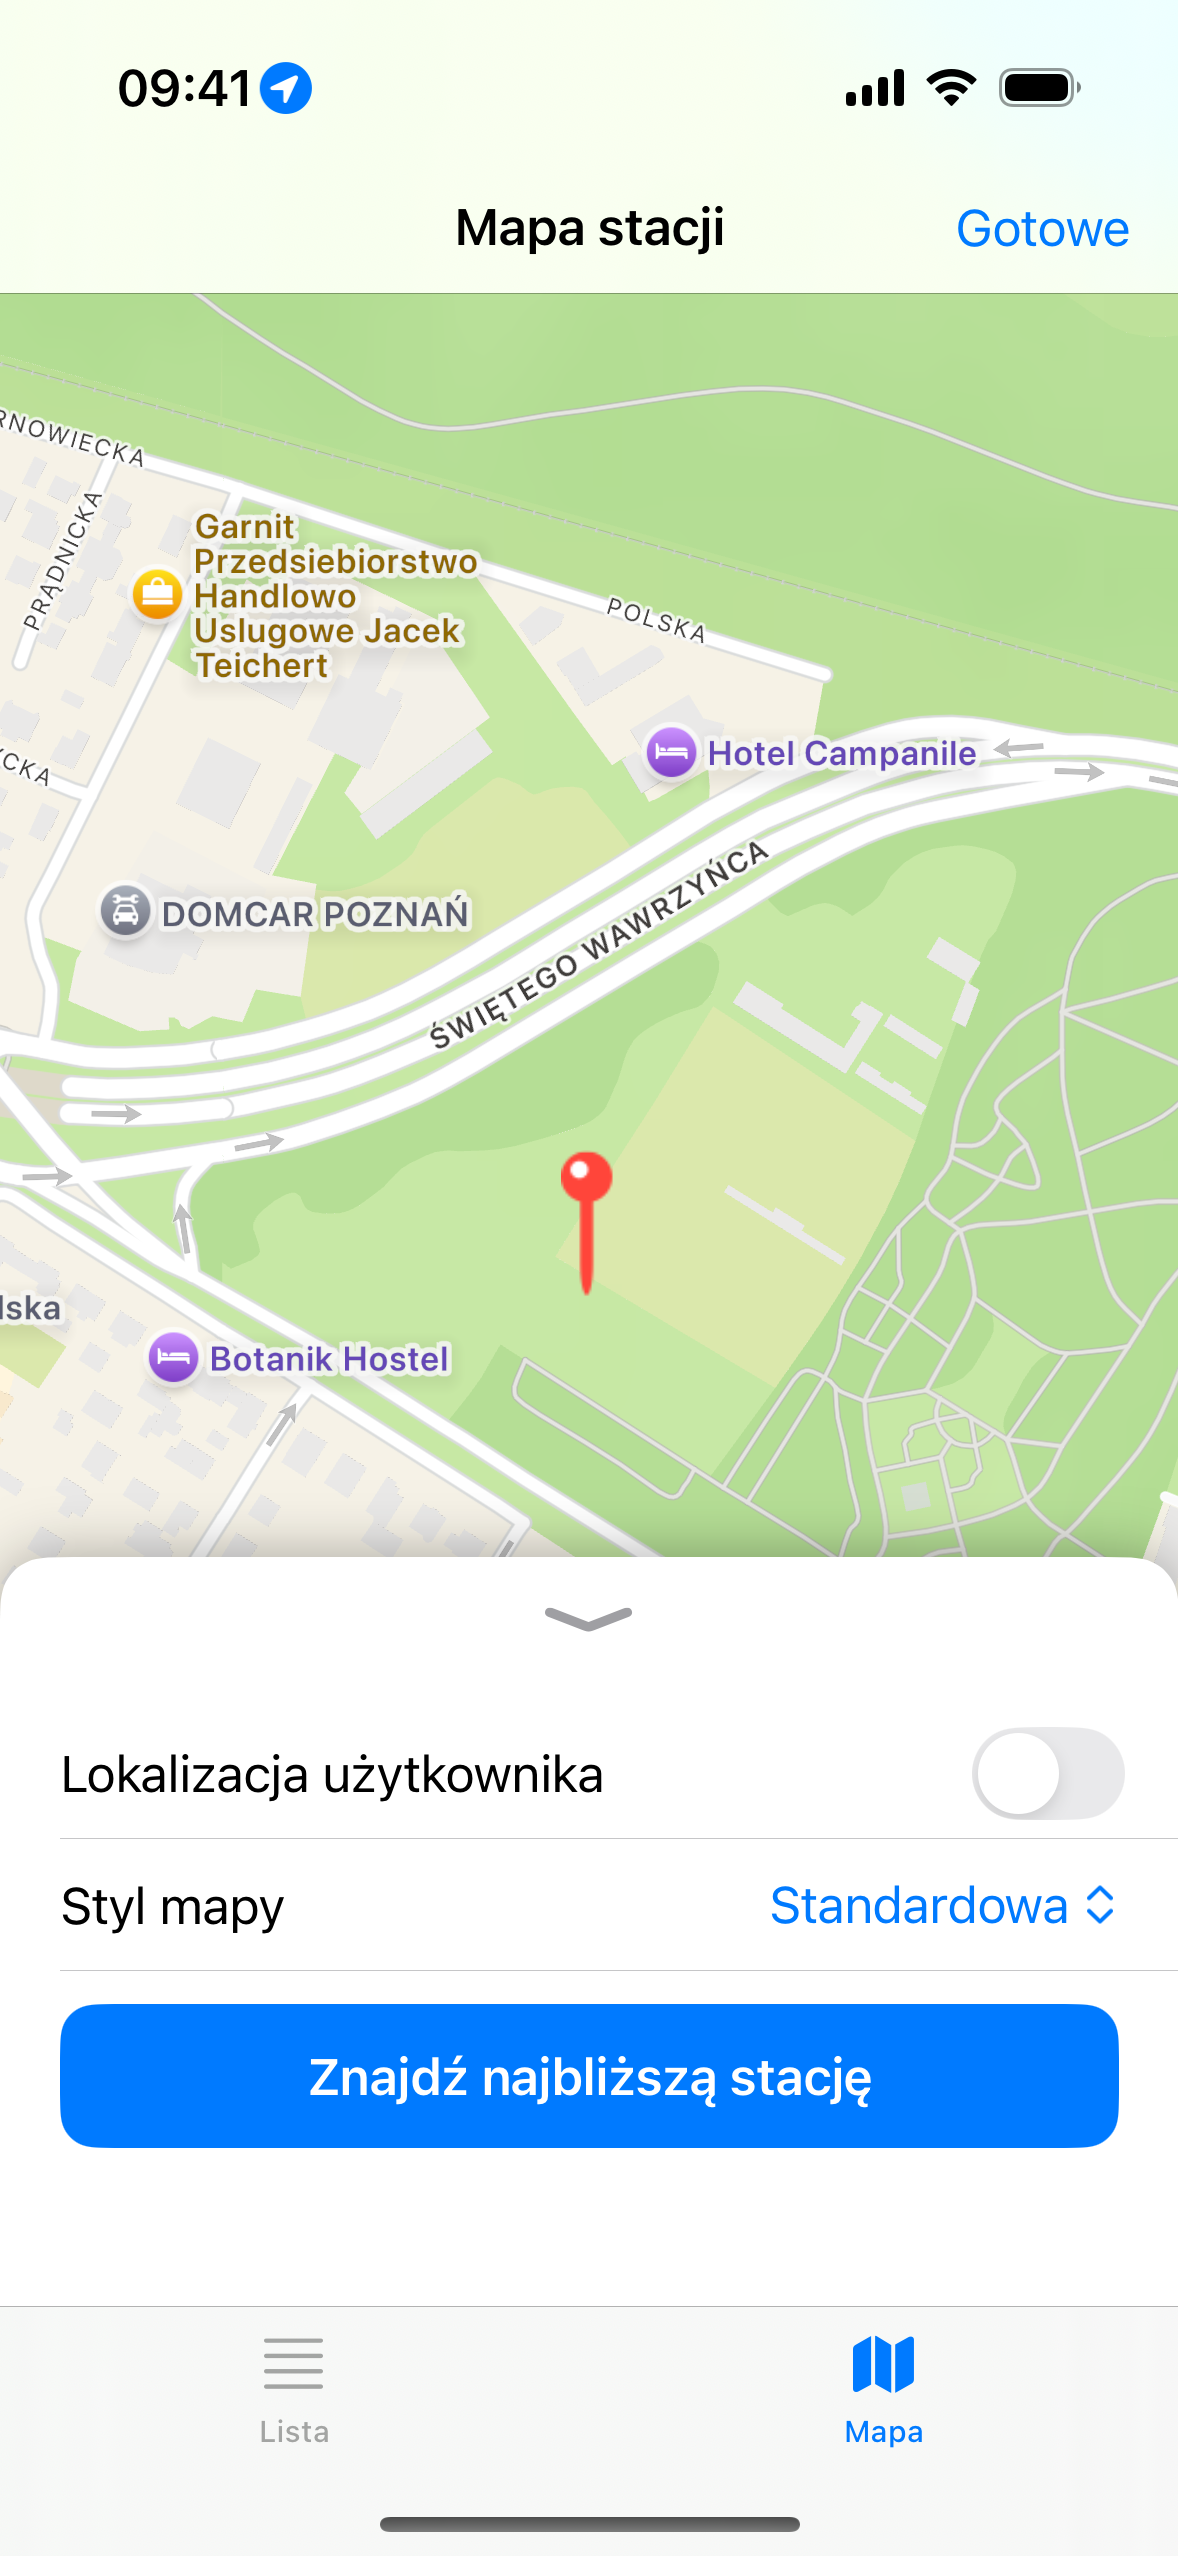 09:41
Mapa stacji
Gotowe
RNOWIECKA
PRĄDNICKA
Garnit
Przedsiebiorstwo
Handlowo
Uslugowe Jacek
Teichert
POLSKA
YCKA
Hotel Campanile
DOMCAR POZNAŃ
ŚWIĘTEGO WAWRZYŃCA
lska
Botanik Hostel
Lokalizacja użytkownika
Styl mapy
Standardowa
Znajdź najbliższą stację
Lista
Mapa